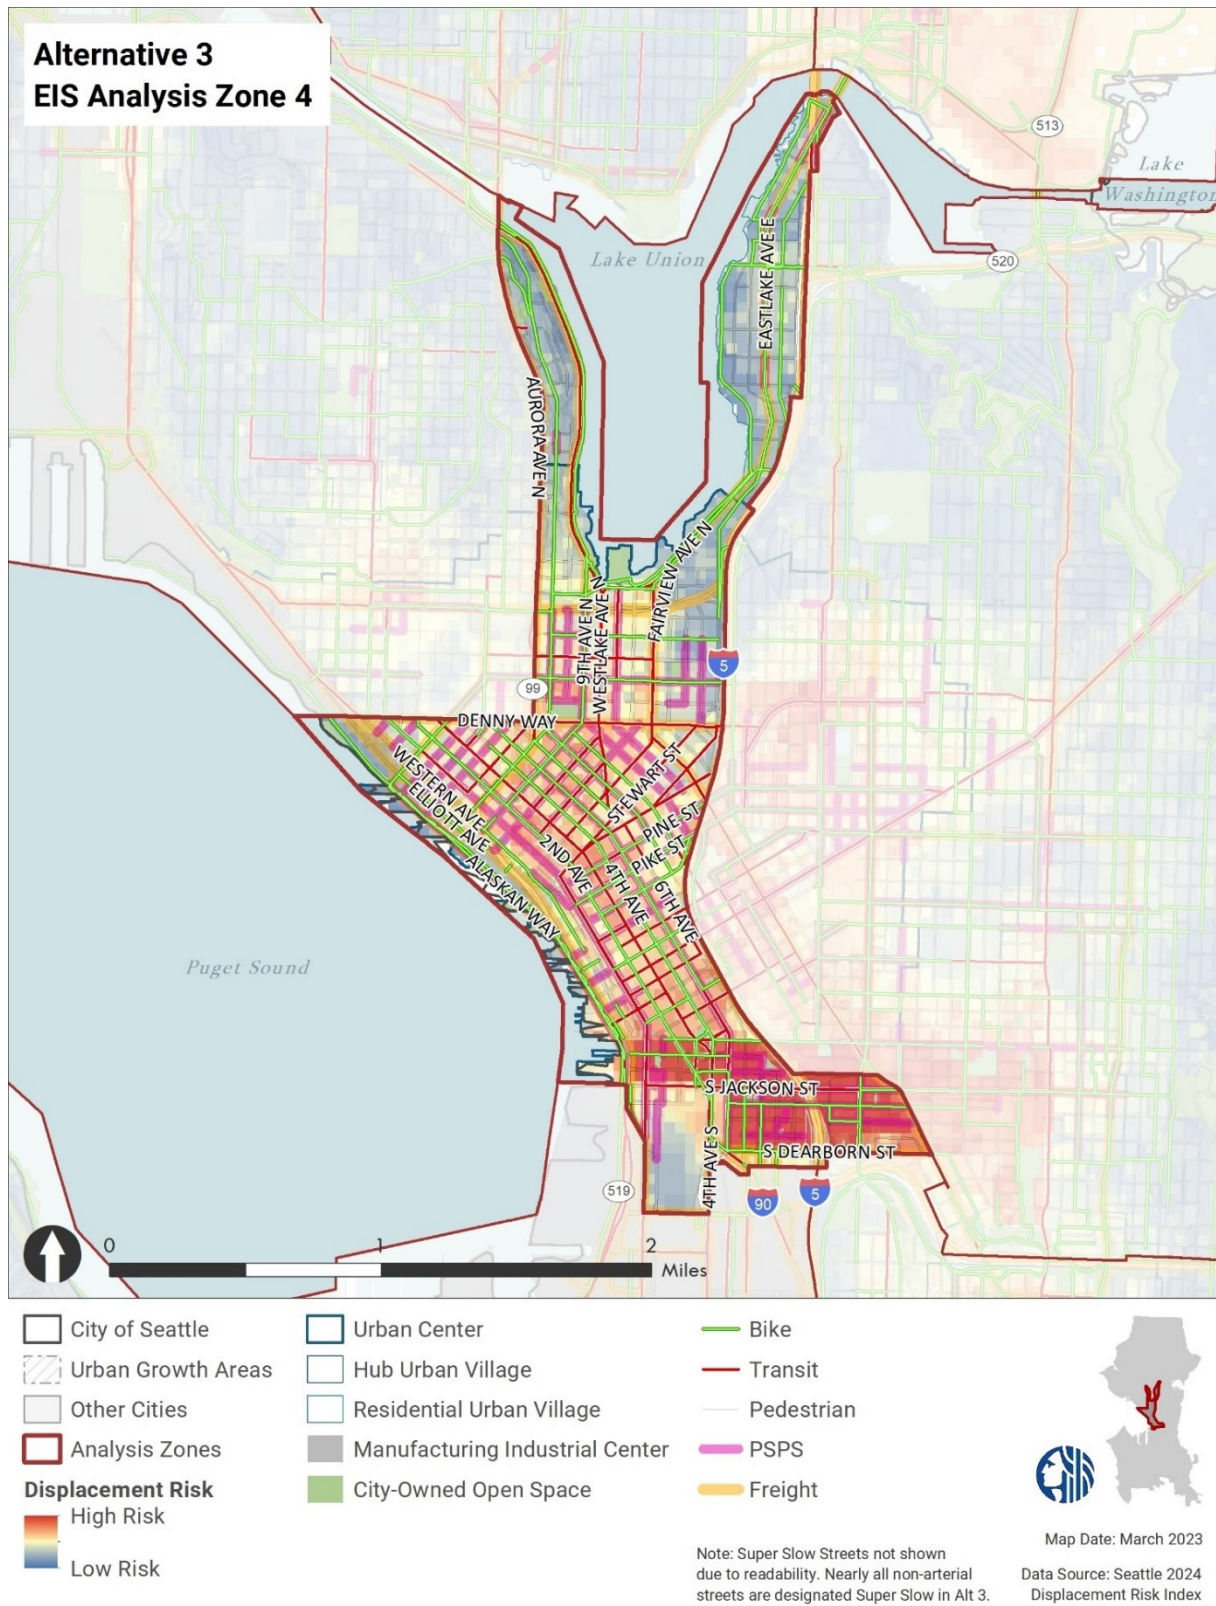 Alternative 3
EIS Analysis Zone 4
513
Lake
Washington
Lake Union
520
EASTLAKE AVE E
AURORA AVE N
FAIRVIEW AVE N
9TH AVE N
WESTLAKE AVE N
5
99
DENNY WAY
WESTERN AVE
ELLIOTT AVE
STEWART ST
PINE ST
PIKE ST
2ND AVE
4TH AVE
6TH AVE
ALASKAN WAY
Puget Sound
S JACKSON ST
4TH AVE S
S DEARBORN ST
519
90
5
0 1 2
Miles
City of Seattle
Urban Growth Areas
Other Cities
Analysis Zones
Displacement Risk
High Risk
Low Risk
Urban Center
Hub Urban Village
Residential Urban Village
Manufacturing Industrial Center
City-Owned Open Space
Bike
Transit
Pedestrian
PSPS
Freight
Note: Super Slow Streets not shown
due to readability. Nearly all non-arterial
streets are designated Super Slow in Alt 3.
Map Date: March 2023
Data Source: Seattle 2024
Displacement Risk Index